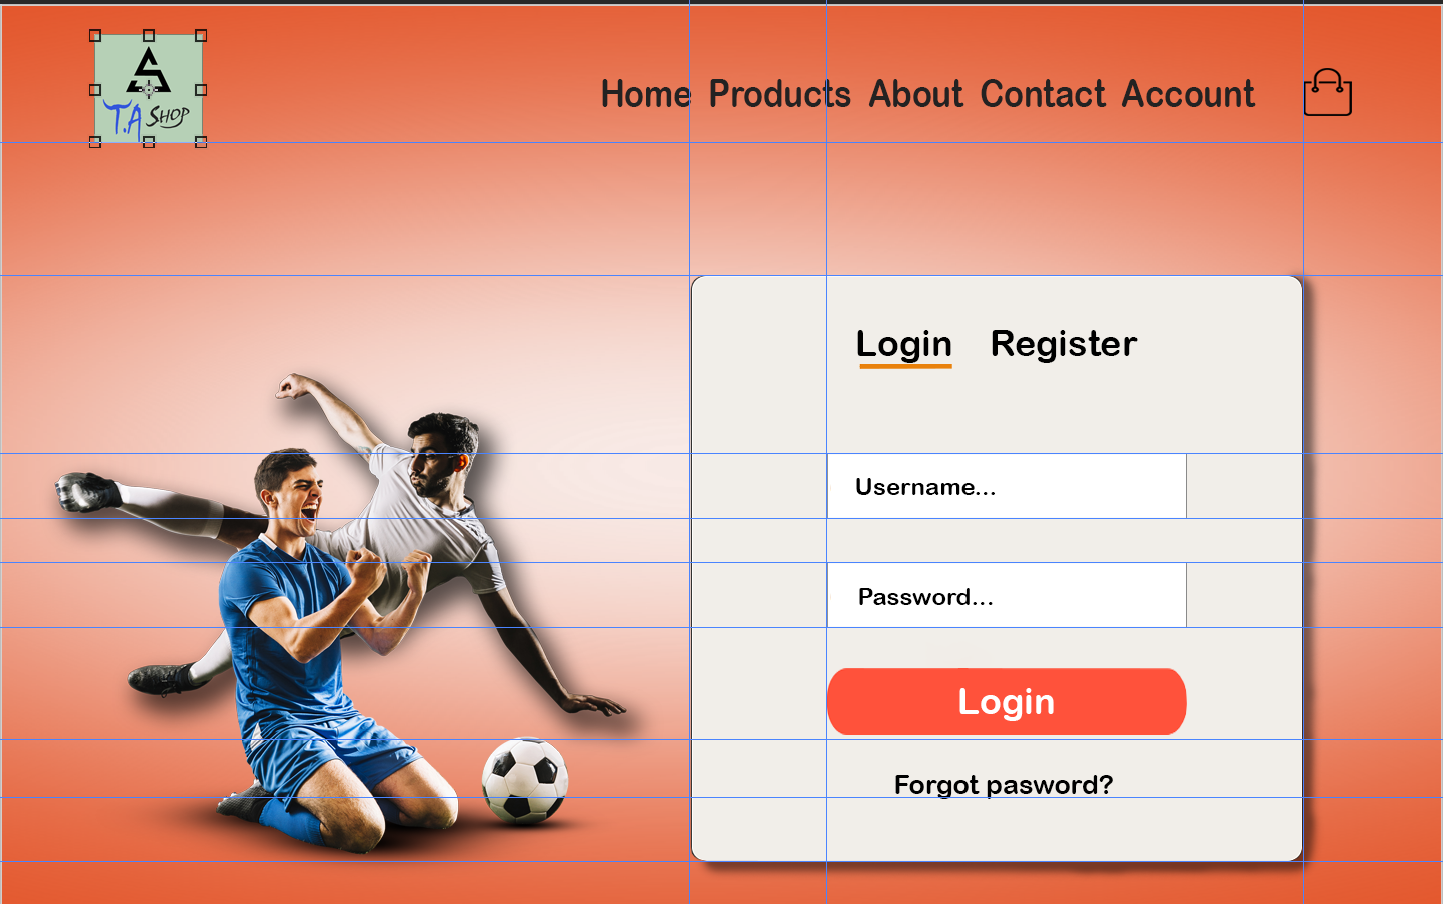 T.A SHOP
Home Products About Contact Account
Login Register
Username...
Password...
Login
Forgot pasword?